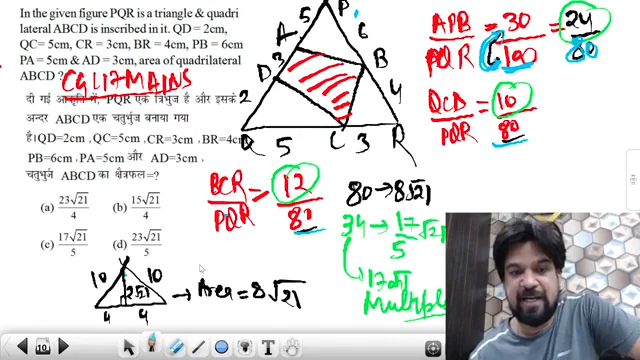 In the given figure PQR is a triangle & quadri
lateral ABCD is inscribed in it. QD = 2cm,
QC= 5cm, CR = 3cm, BR = 4cm, PB = 6cm
PA = 5cm & AD = 3cm, area of quadrilateral
ABCD ?
CGL 17 MAINS
दी गई आकृति में, PQR एक त्रिभुज है और इसके
अन्दर ABCD एक चतुर्भुज बनाया गया
है। QD=2cm, QC=5cm, CR=3cm, BR=4cm
PB=6cm, PA=5cm और AD=3cm,
चतुर्भुज ABCD का क्षेत्रफल =?
(a) 23√21/4 (b) 15√21/4
(c) 17√21/5 (d) 23√21/5
P
5
6
A
3
B
D
2
4
Q 5 C 3 R
APB/PQR = 30/100 = 24/80
QCD/PQR = 10/80
BCR/PQR = 12/80
80 → 8√21
34 → 17/5 √21
17
10 10
2√21
4 4
→ Area = 8√21
10